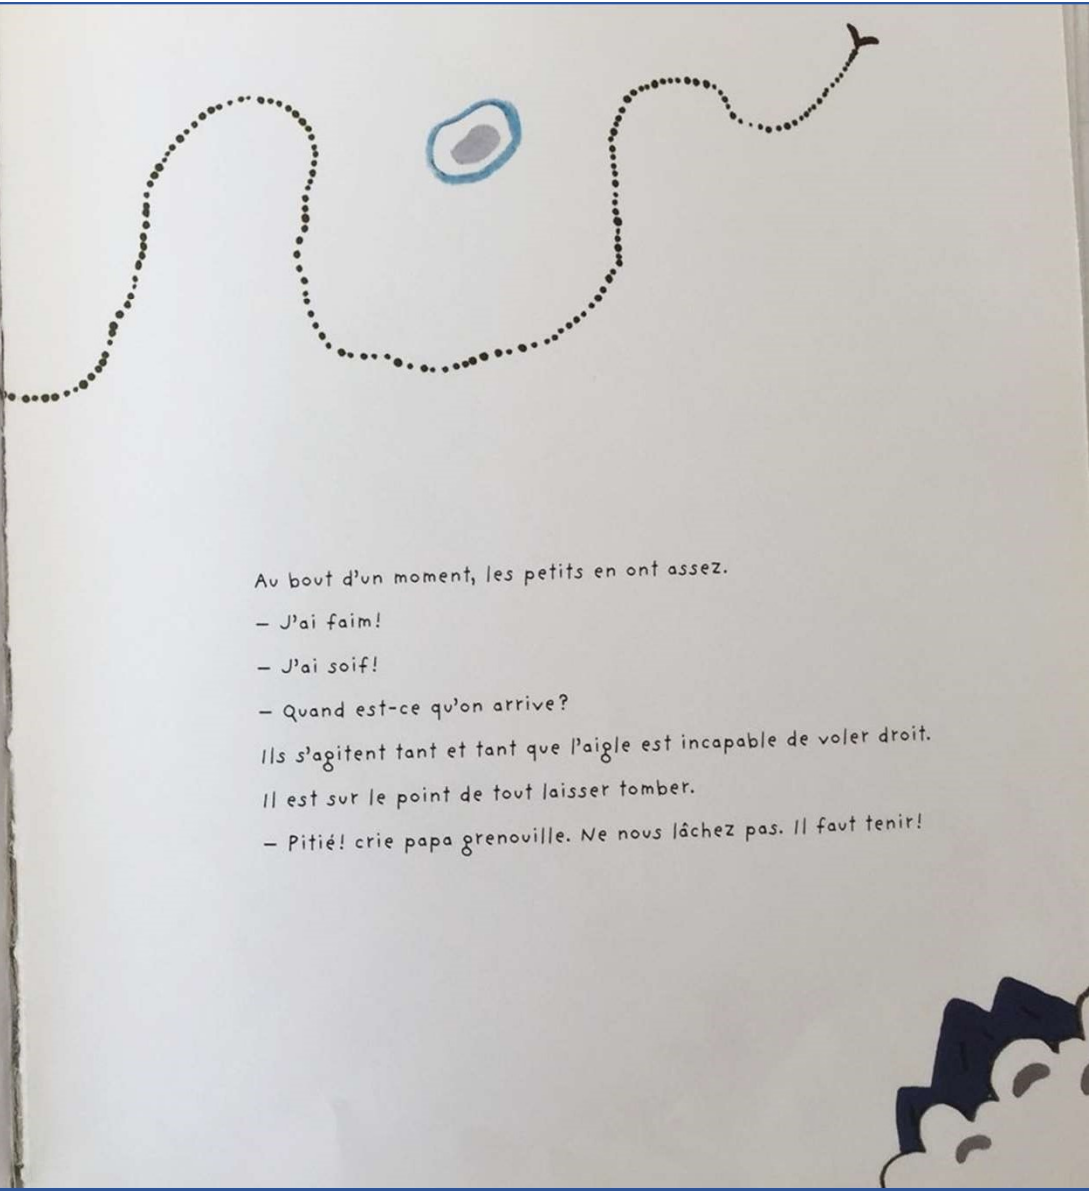 Au bout d'un moment, les petits en ont assez.
– J'ai faim!
– J'ai soif!
– Quand est-ce qu'on arrive?
Ils s'agitent tant et tant que l'aigle est incapable de voler droit.
Il est sur le point de tout laisser tomber.
– Pitié! crie papa grenouille. Ne nous lâchez pas. Il faut tenir!